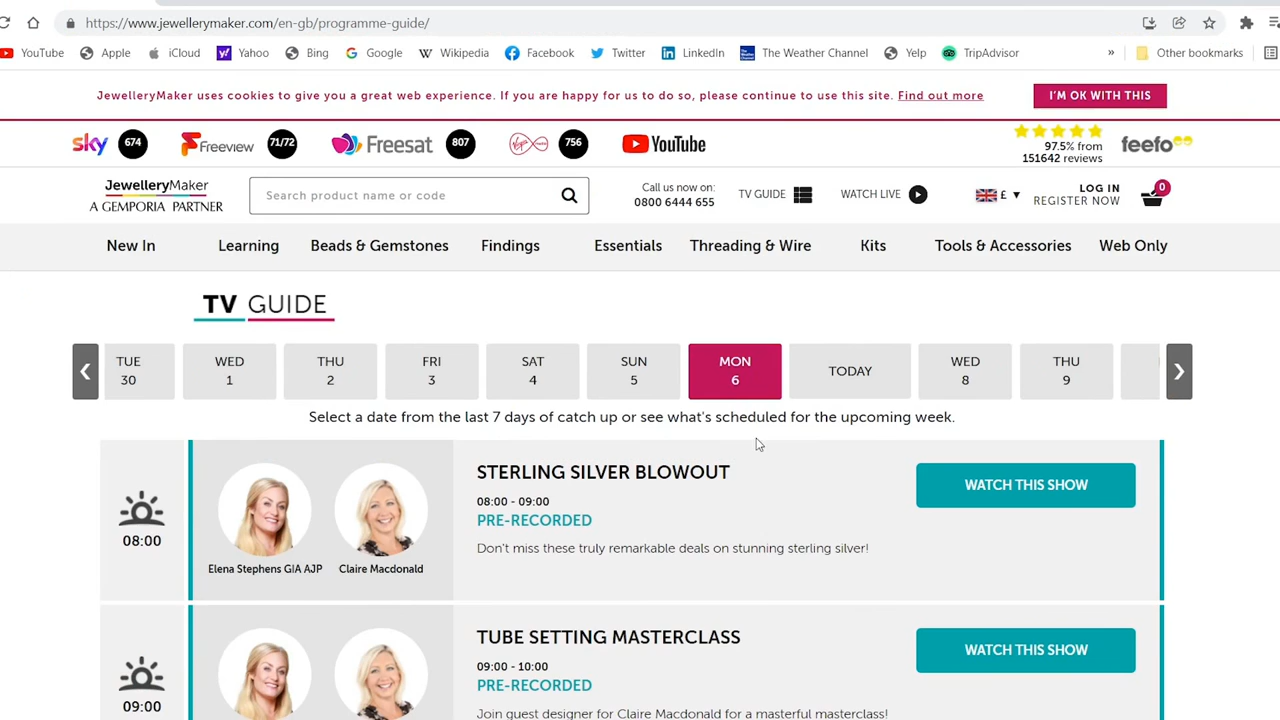 https://www.jewellerymaker.com/en-gb/programme-guide/
YouTube Apple iCloud Yahoo Bing Google Wikipedia Facebook Twitter LinkedIn The Weather Channel Yelp TripAdvisor » Other bookmarks
JewelleryMaker uses cookies to give you a great web experience. If you are happy for us to do so, please continue to use this site. Find out more I'M OK WITH THIS
sky 674 Freeview 71/72 Freesat 807 756 YouTube
97.5% from
151642 reviews
feefo
JewelleryMaker
A GEMPORIA PARTNER
Search product name or code
Call us now on:
0800 6444 655
TV GUIDE
WATCH LIVE
£ ▼
LOG IN
REGISTER NOW
0
New In Learning Beads & Gemstones Findings Essentials Threading & Wire Kits Tools & Accessories Web Only
TV GUIDE
TUE WED THU FRI SAT SUN MON TODAY WED THU
30 1 2 3 4 5 6 8 9
Select a date from the last 7 days of catch up or see what's scheduled for the upcoming week.
08:00
Elena Stephens GIA AJP Claire Macdonald
STERLING SILVER BLOWOUT
08:00 - 09:00
PRE-RECORDED
Don't miss these truly remarkable deals on stunning sterling silver!
WATCH THIS SHOW
09:00
TUBE SETTING MASTERCLASS
09:00 - 10:00
PRE-RECORDED
Join guest designer for Claire Macdonald for a masterful masterclass!
WATCH THIS SHOW